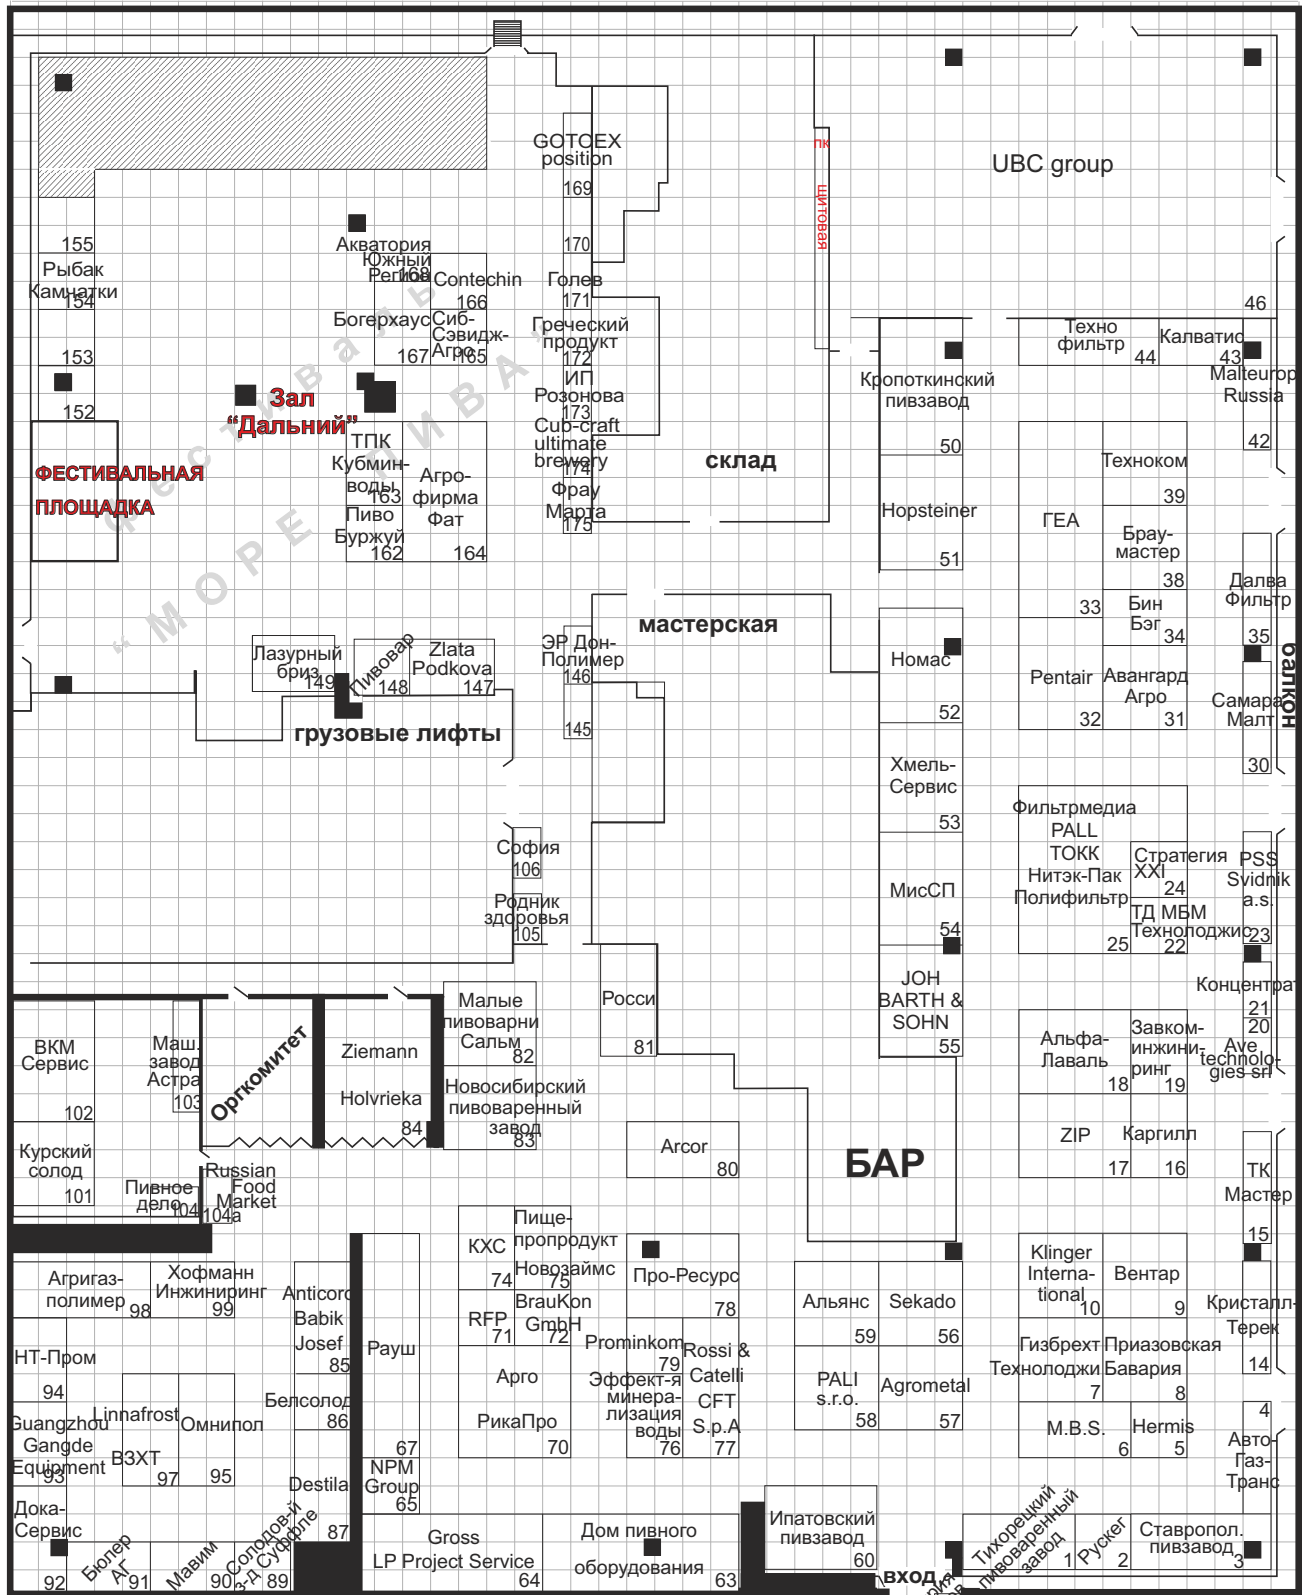 GOTOEX
position
169
ПК
щитовая
UBC group
46
155
Рыбак
Камчатки
154
153
152
170
Акватория
Южный
Регион
168
Contechin
166
Голев
171
Богерхаус
167
Сиб-
Сэвидж-
Агро
165
Греческий
продукт
172
ИП
Розонова
173
Cub-craft
ultimate
brewery
174
Фрау
Марта
175
Зал
“Дальний”
ФЕСТИВАЛЬНАЯ
ПЛОЩАДКА
Фестиваль
“МОРЕ ПИВА”
ТПК
Кубмин-
воды
163
Пиво
Буржуй
162
Агро-
фирма
Фат
164
склад
Кропоткинский
пивзавод
50
Hopsteiner
51
Техно
фильтр
44
Калватис
43
Malteurop
Russia
42
Техноком
39
ГЕА
33
Брау-
мастер
38
Бин
Бэг
34
Далва
Фильтр
35
балкон
мастерская
Лазурный
бриз
149
Пивовар
148
Zlata
Podkova
147
ЭР Дон-
Полимер
146
145
грузовые лифты
Номас
52
Pentair
32
Авангард
Агро
31
Самара
Малт
30
Хмель-
Сервис
53
Фильтрмедиа
PALL
ТОКК
Нитэк-Пак
Полифильтр
25
Стратегия
XXI
24
ТД МБМ
Технолоджис
22
PSS
Svidnik
a.s.
23
София
106
Родник
здоровья
105
МисСП
54
JOH
BARTH &
SOHN
55
Концентрат
21
20
Ave
technolo-
gies srl
Альфа-
Лаваль
18
Завком-
инжини-
ринг
19
ZIP
17
Каргилл
16
ТК
Мастер
15
ВКМ
Сервис
102
Маш.
завод
Астра
103
Оргкомитет
Ziemann
Holvrieka
84
Малые
пивоварни
Сальм
82
Росси
81
Новосибирский
пивоваренный
завод
83
Arcor
80
БАР
Курский
солод
101
Пивное
дело
104
Russian
Food
Market
104а
КХС
74
Пище-
пропродукт
Новозаймс
75
Про-Ресурс
78
Альянс
59
Sekado
56
Klinger
Interna-
tional
10
Вентар
9
Кристалл-
Терек
14
Агригаз-
полимер
98
Хофманн
Инжиниринг
99
Anticord
Babik
Josef
85
Рауш
67
RFP
71
BrauKon
GmbH
72
Prominkom
79
Rossi &
Catelli
CFT
S.p.A
77
Эффект-я
минера-
лизация
воды
76
PALI
s.r.o.
58
Agrometal
57
Гизбрехт
Технолоджи
7
Приазовская
Бавария
8
НТ-Пром
94
Арго
РикаПро
70
Белсолод
86
M.B.S.
6
Hermis
5
4
Авто-
Газ-
Транс
Guangzhou
Gangde
Equipment
93
Linnafrost
ВЗХТ
97
Омнипол
95
Destila
87
NPM
Group
65
Дока-
Сервис
92
Бюлер
АГ
91
Мавим
90
Солодов-й
з-д Суффле
89
Gross
LP Project Service
64
Дом пивного
оборудования
63
Ипатовский
пивзавод
60
вход
Тихорецкий
пивоваренный
завод
1
Рускег
2
Ставропол.
пивзавод
3